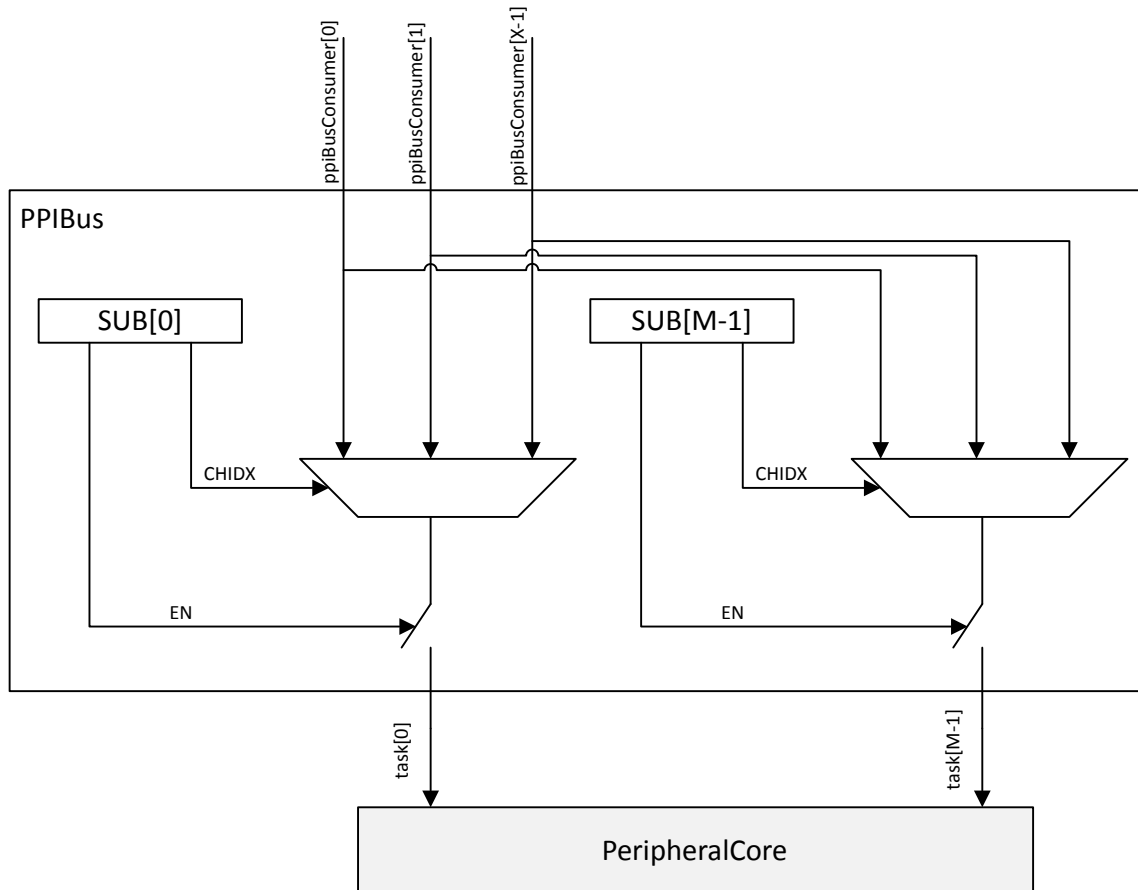 ppiBusConsumer[0]
ppiBusConsumer[1]
ppiBusConsumer[X-1]
PPIBus
SUB[0]
SUB[M-1]
CHIDX
CHIDX
EN
EN
task[0]
task[M-1]
PeripheralCore